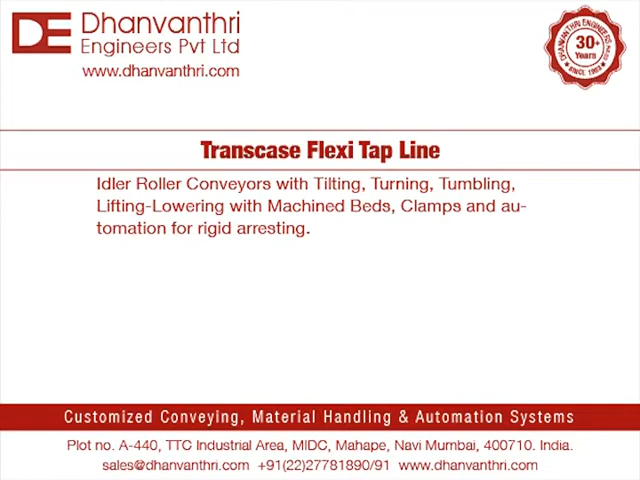 DE
Dhanvanthri
Engineers Pvt Ltd
www.dhanvanthri.com
DHANVANTHRI ENGINEERS
30+
Years
Transcase Flexi Tap Line
Idler Roller Conveyors with Tilting, Turning, Tumbling,
Lifting-Lowering with Machined Beds, Clamps and au-
tomation for rigid arresting.
Customized Conveying, Material Handling & Automation Systems
Plot no. A-440, TTC Industrial Area, MIDC, Mahape, Navi Mumbai, 400710. India.
sales@dhanvanthri.com +91(22)27781890/91 www.dhanvanthri.com